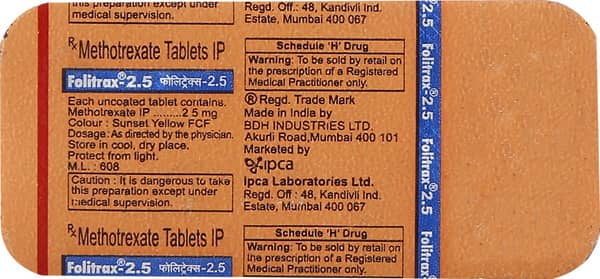 this preparation except under
medical supervision.
Regd. Off.: 48, Kandivli Ind.
Estate, Mumbai 400 067
Rx Methotrexate Tablets IP
Folitrax®-2.5 फोलिट्रेक्स-2.5
Each uncoated tablet contains:
Methotrexate IP .........2.5 mg
Colour : Sunset Yellow FCF
Dosage: As directed by the physician.
Store in cool, dry place.
Protect from light.
M.L. : 608
Caution : It is dangerous to take
this preparation except under
medical supervision.
Schedule 'H' Drug
Warning: To be sold by retail on
the prescription of a Registered
Medical Practitioner only.
® Regd. Trade Mark
Made in India by
BDH INDUSTRIES LTD.
Akurli Road,Mumbai 400 101
Marketed by
ipca
Ipca Laboratories Ltd.
Regd. Off : 48, Kandivli Ind.
Estate, Mumbai 400 067
Rx Methotrexate Tablets IP
Folitrax®-2.5 फोलिट्रेक्स-2.5
Schedule 'H' Drug
Warning: To be sold by retail on
the prescription of a Registered
Medical Practitioner only.
Folitrax®-2.5
Folitrax®-2.5
Folitrax